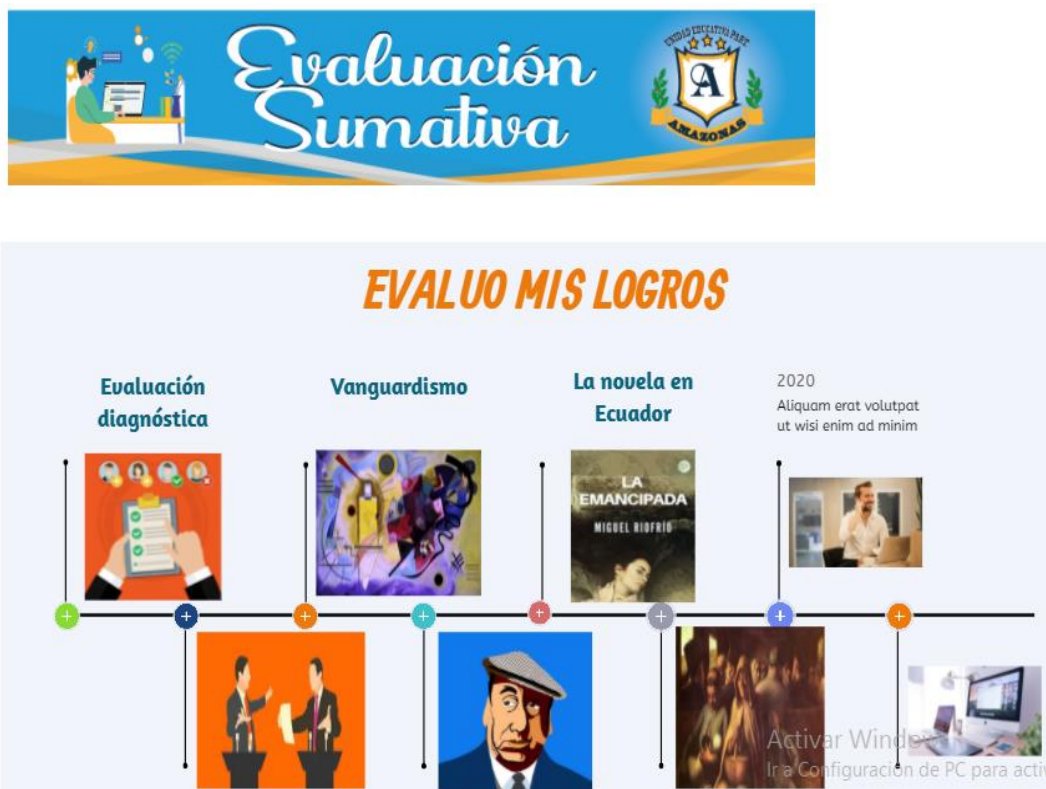 Evaluación
Sumativa
UNIDAD EDUCATIVA PART.
A
AMAZONAS
EVALUO MIS LOGROS
Evaluación
diagnóstica
Vanguardismo
La novela en
Ecuador
2020
Aliquam erat volutpat
ut wisi enim ad minim
LA
EMANCIPADA
MIGUEL RIOFRÍO
Activar Windows
Ir a Configuración de PC para activ